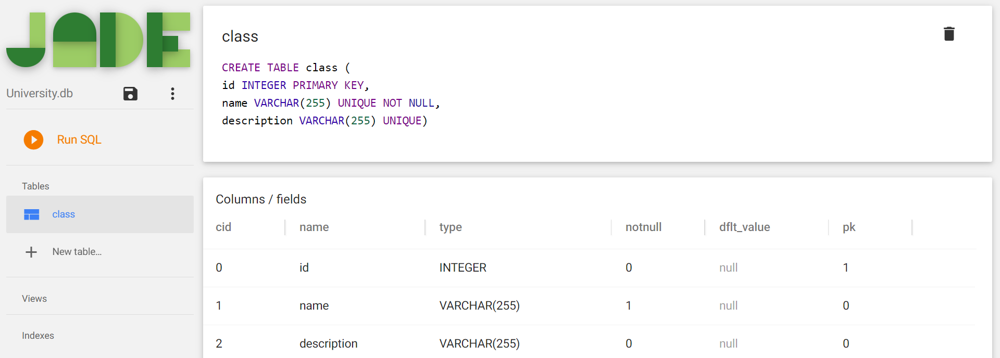 JADE
University.db
Run SQL
Tables
class
New table...
Views
Indexes
class
CREATE TABLE class (
id INTEGER PRIMARY KEY,
name VARCHAR(255) UNIQUE NOT NULL,
description VARCHAR(255) UNIQUE)
Columns / fields
cid name type notnull dflt_value pk
0 id INTEGER 0 null 1
1 name VARCHAR(255) 1 null 0
2 description VARCHAR(255) 0 null 0